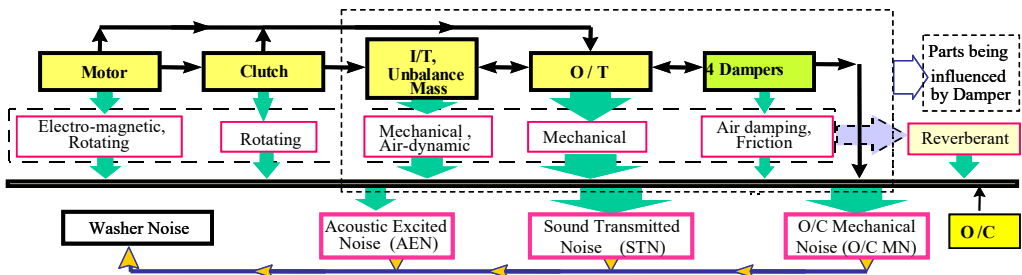 Motor
Clutch
I/T,
Unbalance
Mass
O / T
4 Dampers
Parts being
influenced
by Damper
Electro-magnetic,
Rotating
Rotating
Mechanical ,
Air-dynamic
Mechanical
Air damping,
Friction
Reverberant
Washer Noise
Acoustic Excited
Noise (AEN)
Sound Transmitted
Noise (STN)
O/C Mechanical
Noise (O/C MN)
O/C